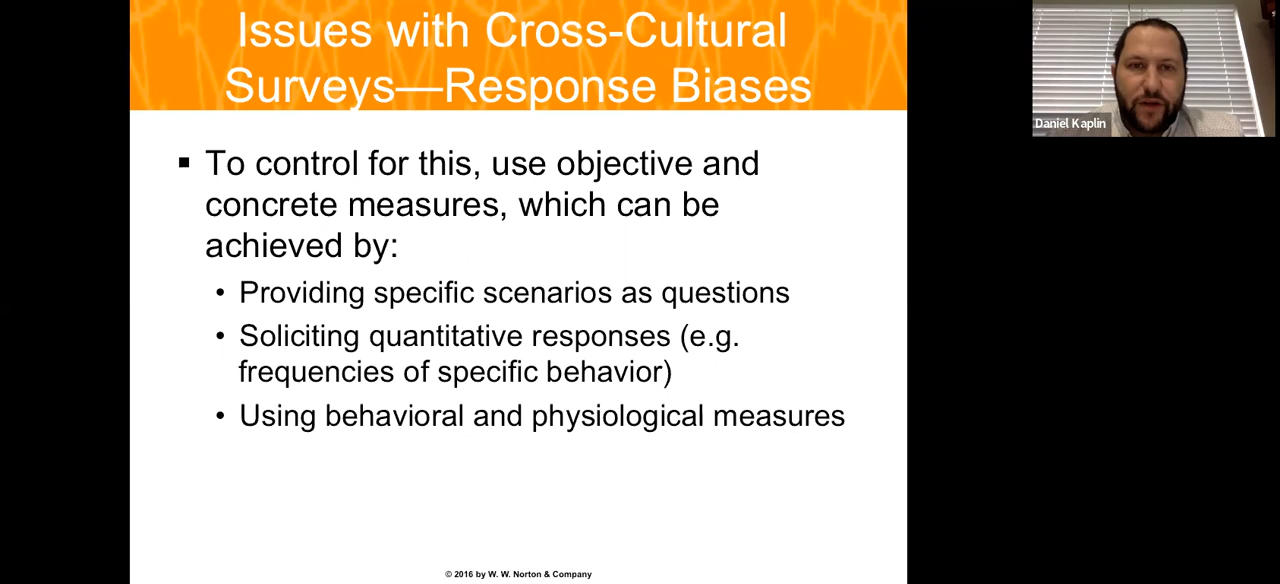 Issues with Cross-Cultural
Surveys—Response Biases
Daniel Kaplin
▪ To control for this, use objective and
concrete measures, which can be
achieved by:
• Providing specific scenarios as questions
• Soliciting quantitative responses (e.g.
frequencies of specific behavior)
• Using behavioral and physiological measures
© 2016 by W. W. Norton & Company